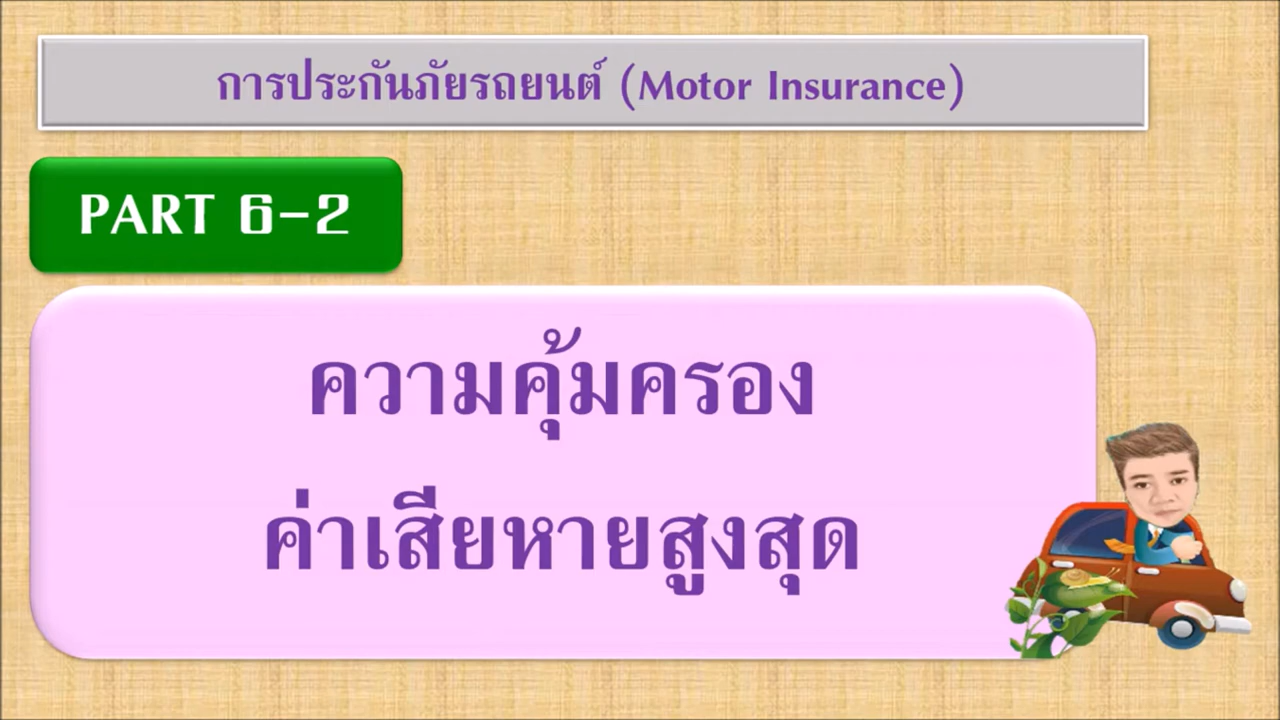 การประกันภัยรถยนต์ (Motor Insurance)
PART 6-2
ความคุ้มครอง
ค่าเสียหายสูงสุด